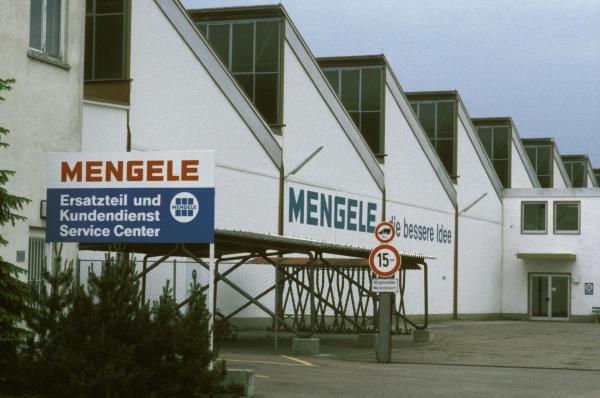 MENGELE
Ersatzteil und
Kundendienst
Service Center
MENGELE
MENGELE die bessere Idee
15